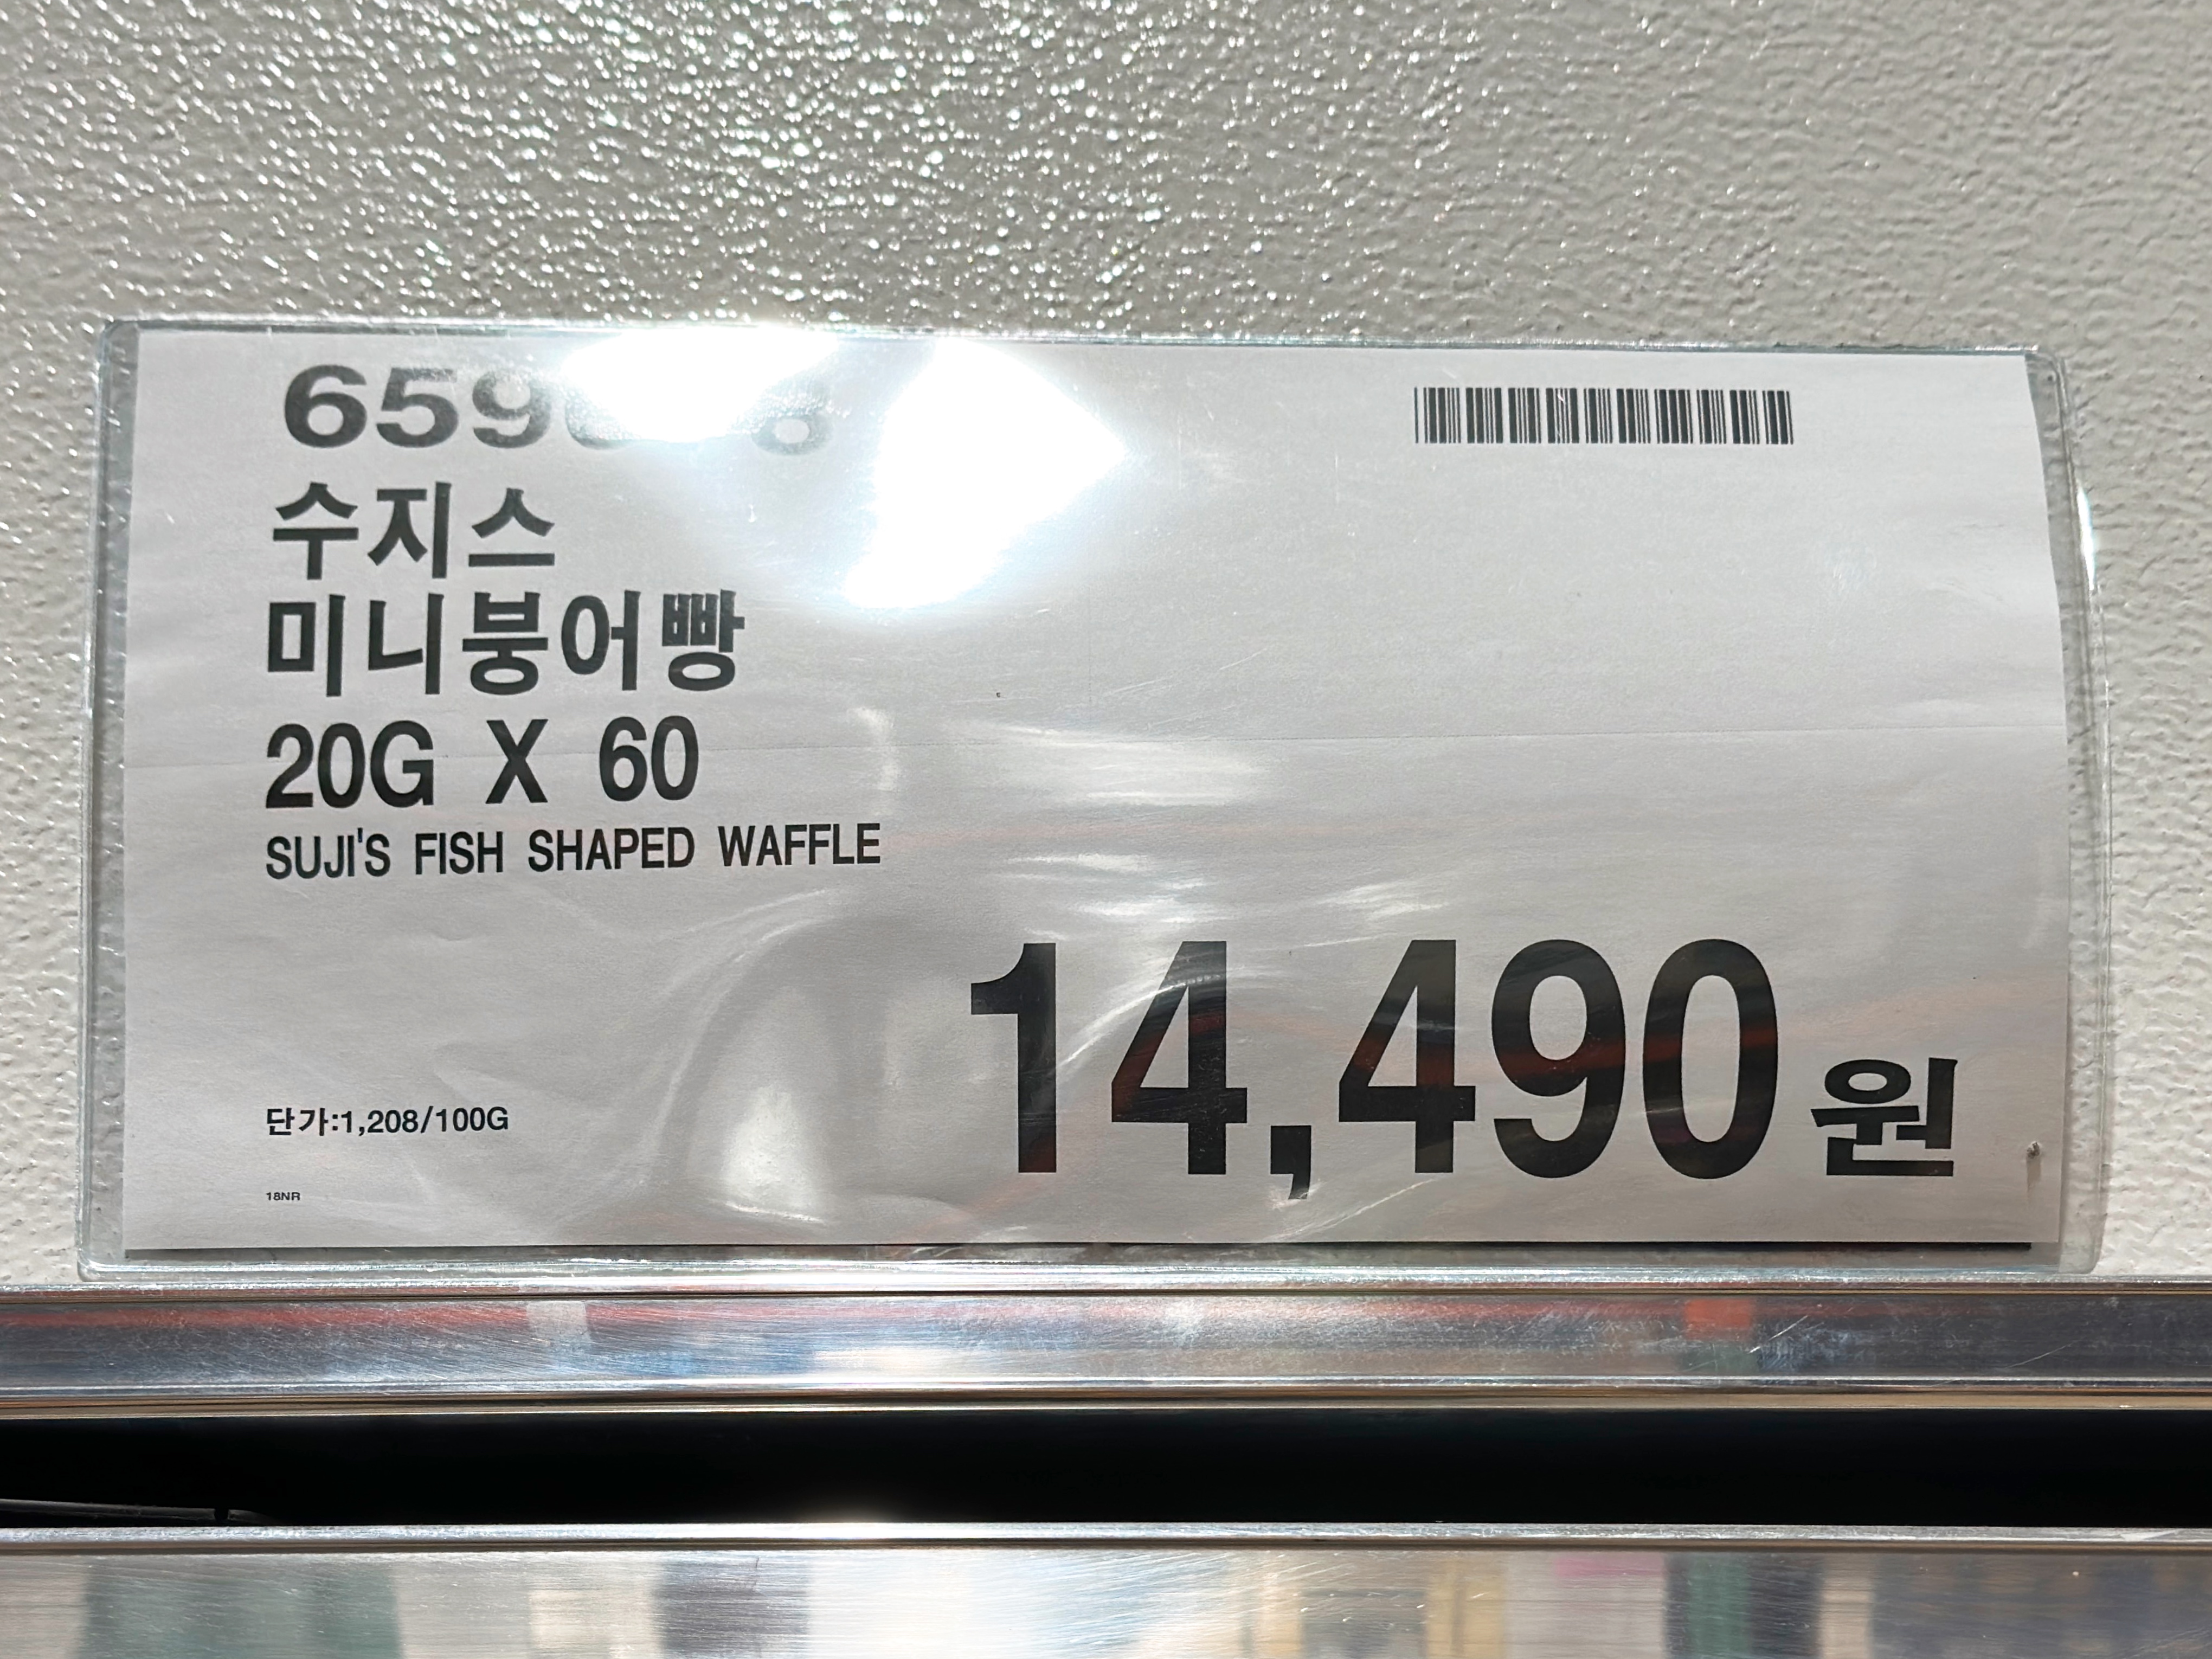 수지스
미니붕어빵
20G X 60
SUJI'S FISH SHAPED WAFFLE
14,490원
단가:1,208/100G
18NR